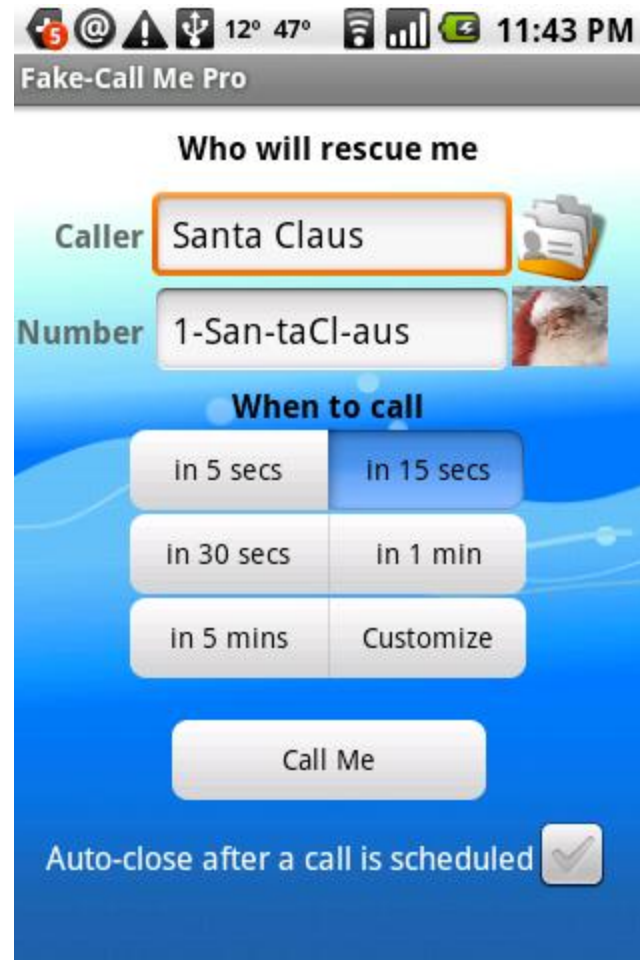 5 @ 12° 47° 11:43 PM
Fake-Call Me Pro
Who will rescue me
Caller Santa Claus
Number 1-San-taCl-aus
When to call
in 5 secs in 15 secs
in 30 secs in 1 min
in 5 mins Customize
Call Me
Auto-close after a call is scheduled